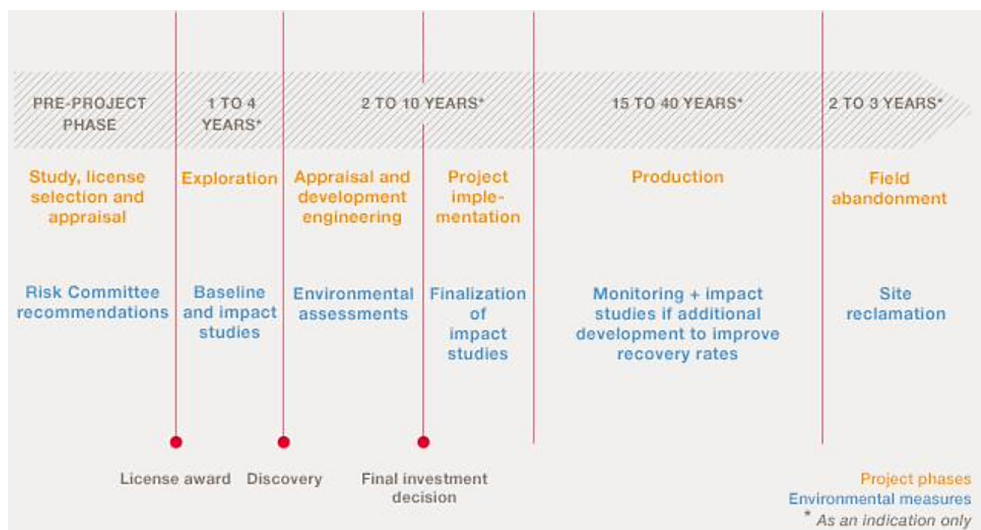 PRE-PROJECT
PHASE
1 TO 4
YEARS*
2 TO 10 YEARS*
15 TO 40 YEARS*
2 TO 3 YEARS*
Study, license
selection and
appraisal
Exploration
Appraisal and
development
engineering
Project
imple-
mentation
Production
Field
abandonment
Risk Committee
recommendations
Baseline
and impact
studies
Environmental
assessments
Finalization
of
impact
studies
Monitoring + impact
studies if additional
development to improve
recovery rates
Site
reclamation
License award
Discovery
Final investment
decision
Project phases
Environmental measures
* As an indication only